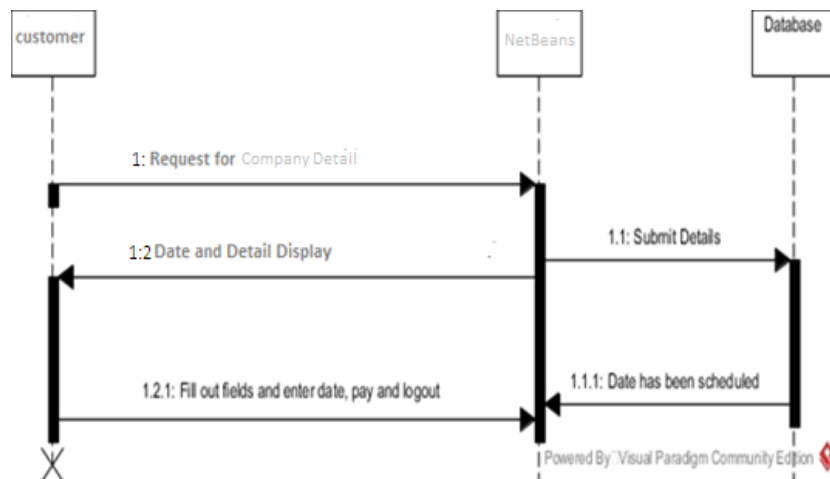 customer
NetBeans
Database
1: Request for Company Detail
1.1: Submit Details
1:2 Date and Detail Display
1.2.1: Fill out fields and enter date, pay and logout
1.1.1: Date has been scheduled
Powered By Visual Paradigm Community Edition